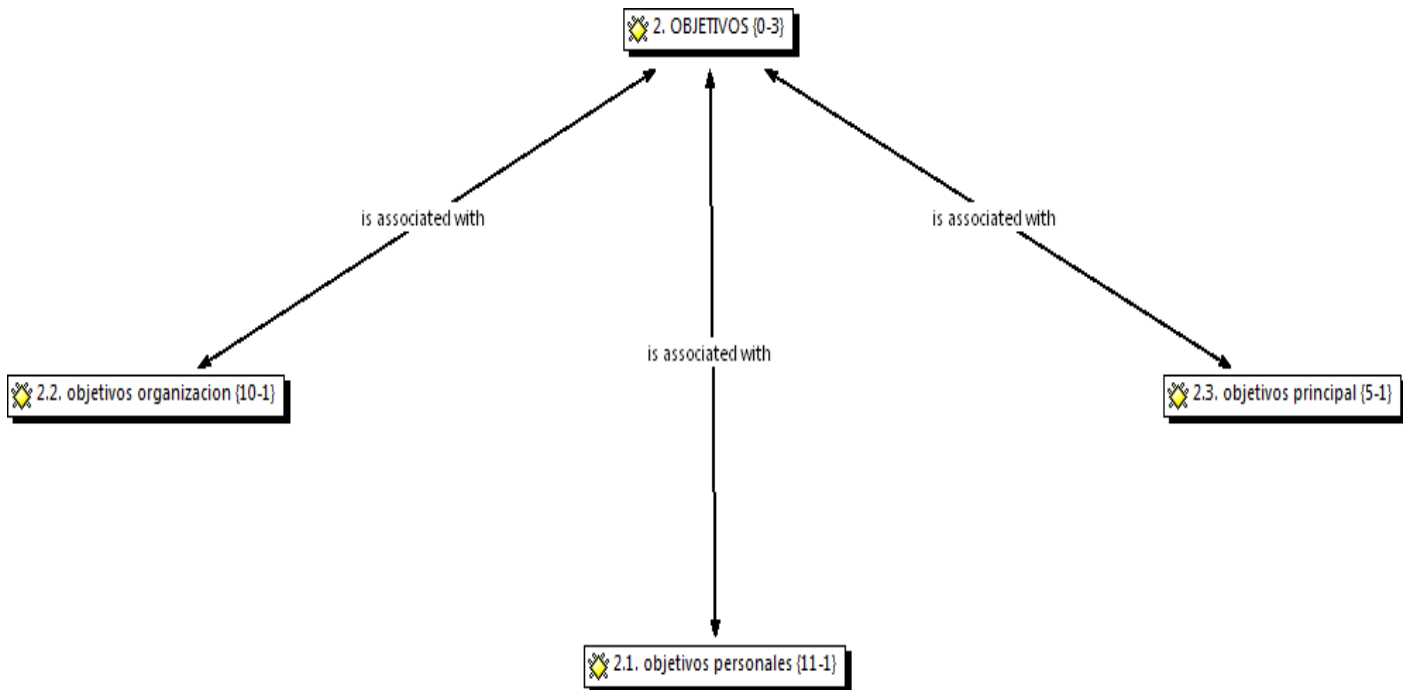 2. OBJETIVOS {0-3}
is associated with
is associated with
is associated with
2.2. objetivos organizacion {10-1}
2.3. objetivos principal {5-1}
2.1. objetivos personales {11-1}